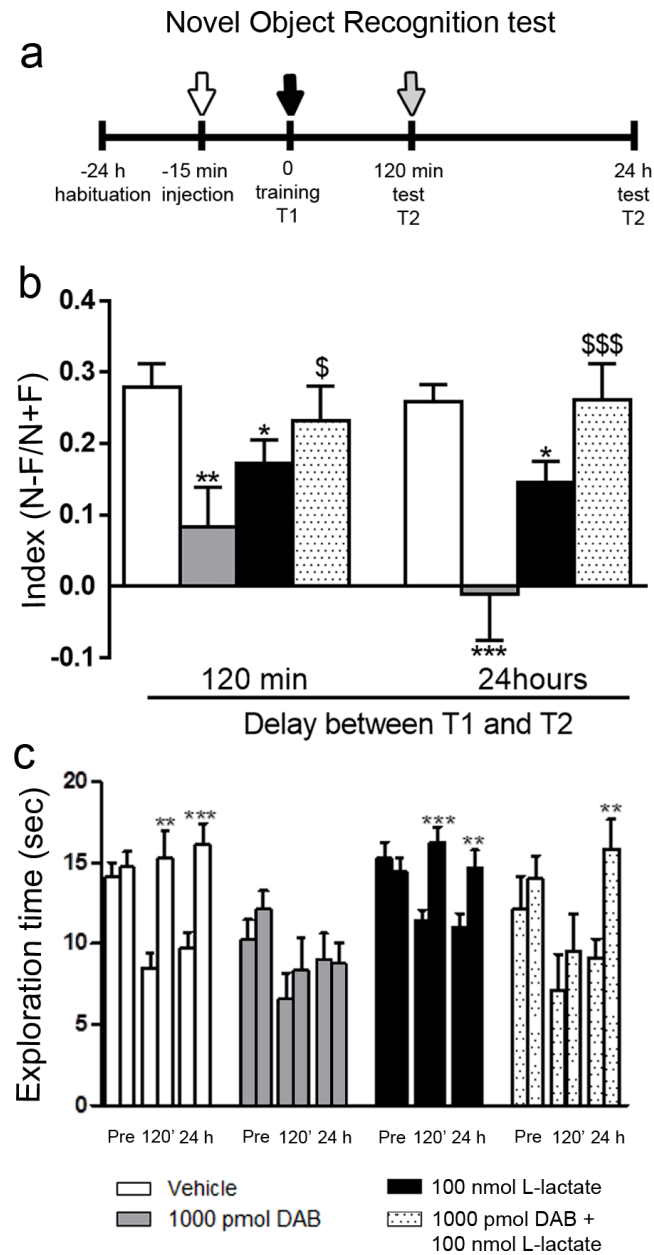 Novel Object Recognition test
a
-24 h
habituation
-15 min
injection
0
training
T1
120 min
test
T2
24 h
test
T2
b
Index (N-F/N+F)
0.4
0.3
0.2
0.1
0.0
-0.1
**
*
$
***
*
$$$
120 min
24hours
Delay between T1 and T2
c
Exploration time (sec)
20
15
10
5
0
**
***
***
**
**
Pre 120’ 24 h
Pre 120’ 24 h
Pre 120’ 24 h
Pre 120’ 24 h
Vehicle
1000 pmol DAB
100 nmol L-lactate
1000 pmol DAB +
100 nmol L-lactate